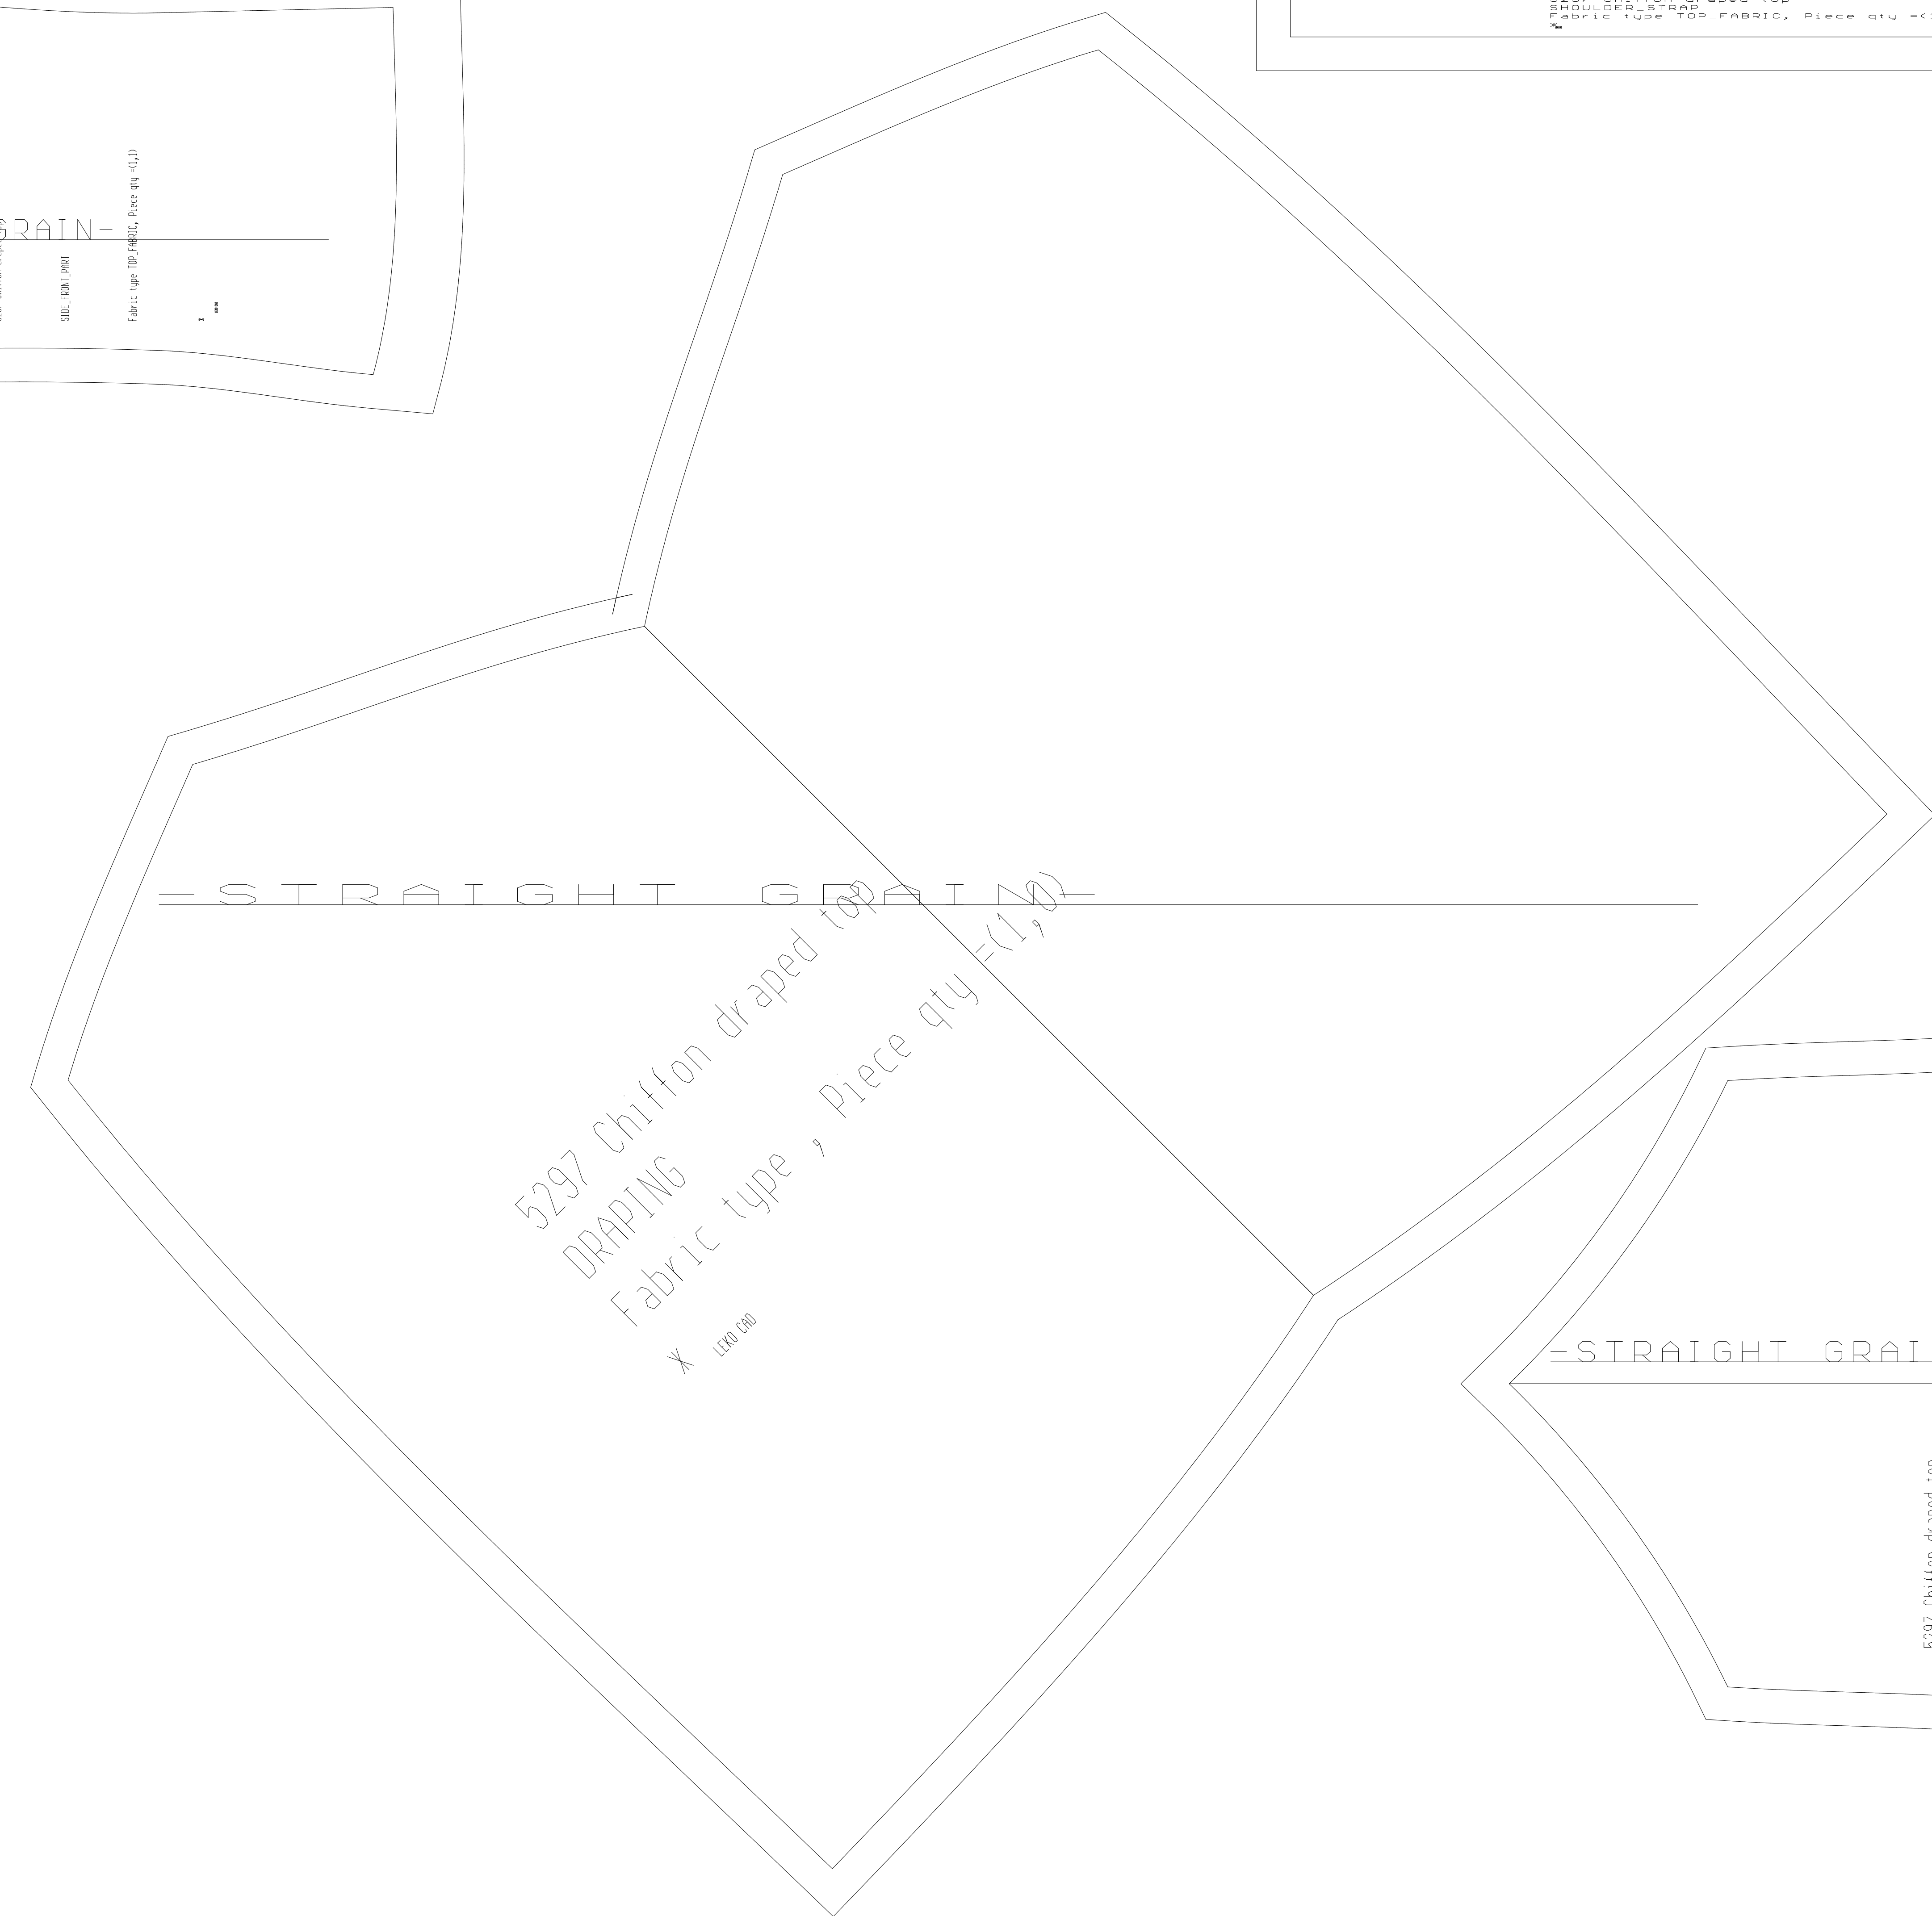 SHOULDER_STRAP
Fabric type TOP_FABRIC, Piece qty =(1
*
GRAIN-
SIDE_FRONT_PART
Fabric type TOP_FABRIC, Piece qty =(1,1)
*
-STRAIGHT GRAIN-
5297 Chiffon draped top
DRAPING
Fabric type , Piece qty =(1,0)
* LEKO CAD
-STRAIGHT GRAI
5297 Chiffon draped top